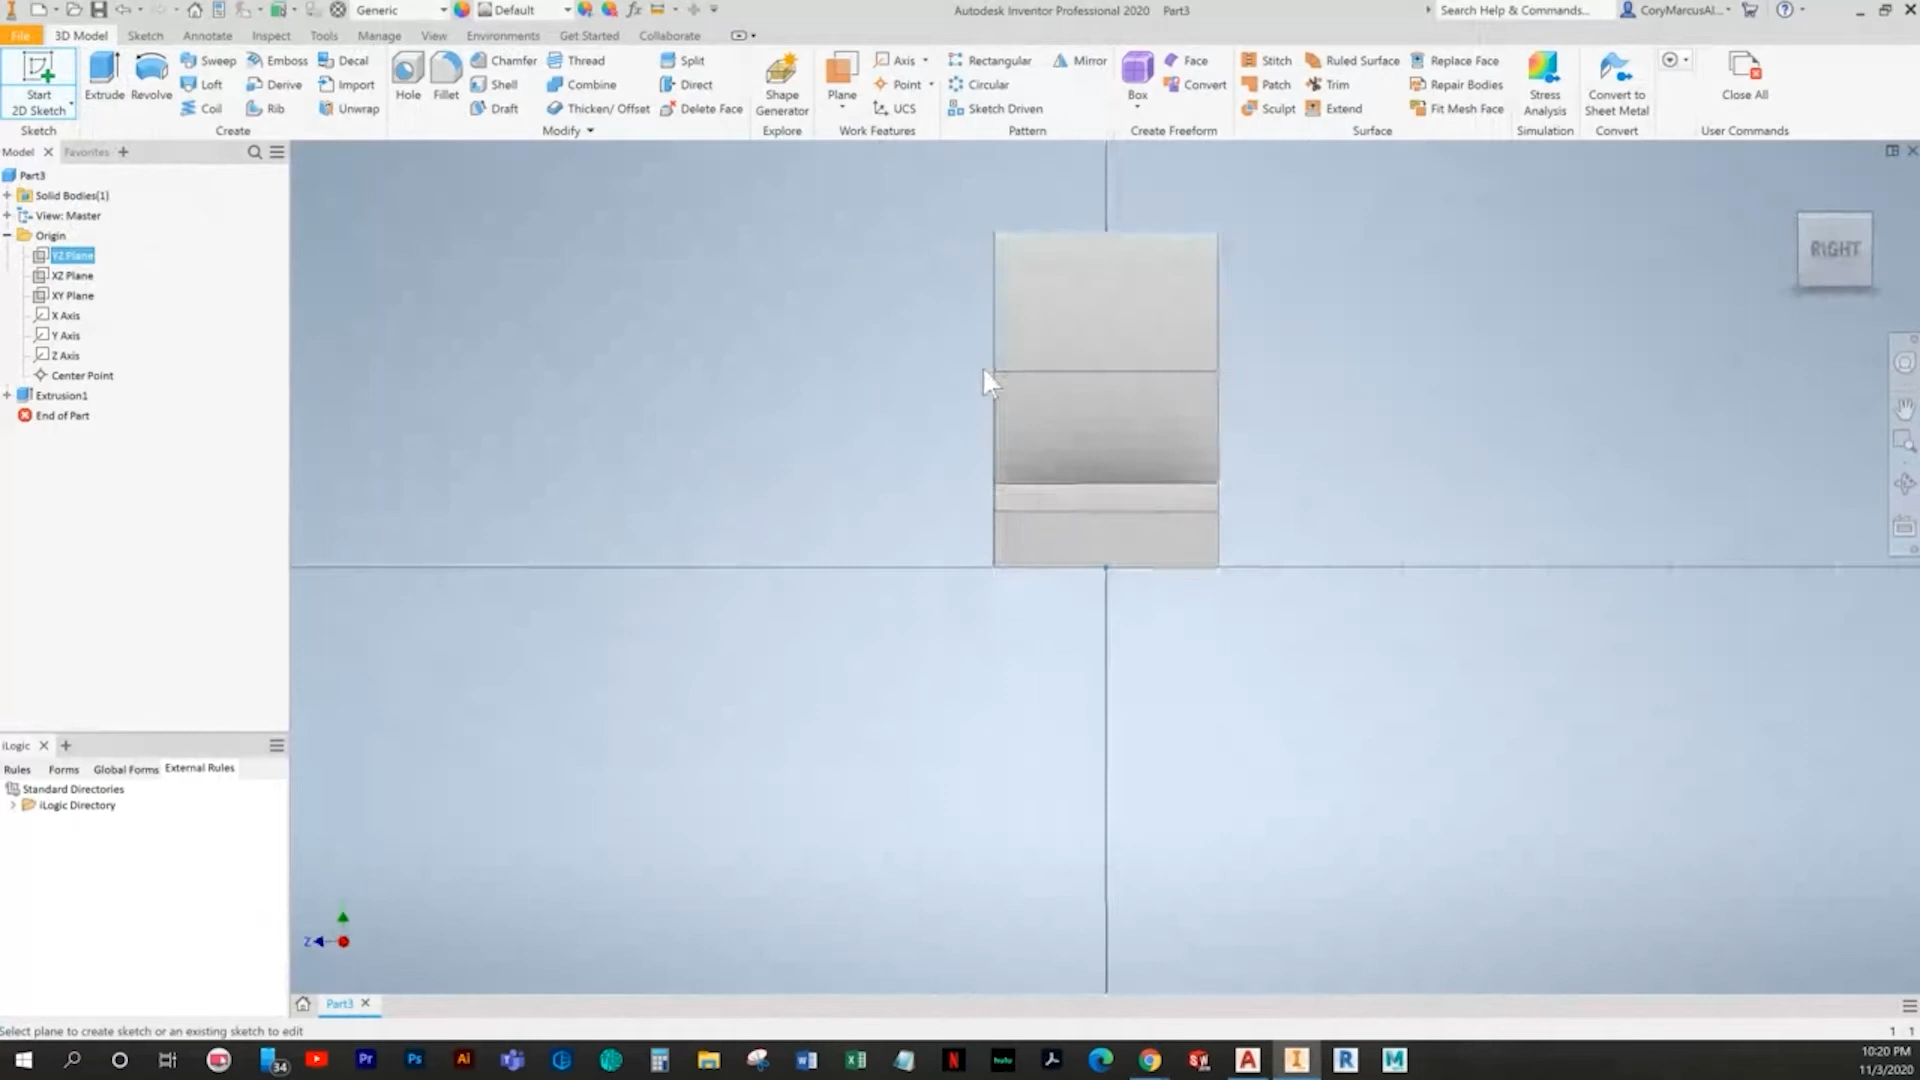 Generic
Default
Autodesk Inventor Professional 2020 Part3
Search Help & Commands...
CoryMarcusAl...
File 3D Model Sketch Annotate Inspect Tools Manage View Environments Get Started Collaborate
Start
2D Sketch
Sketch
Extrude
Revolve
Sweep Emboss Decal
Loft Derive Import
Coil Rib Unwrap
Create
Hole
Fillet
Chamfer Thread Split
Shell Combine Direct
Draft Thicken/ Offset Delete Face
Modify
Shape
Generator
Explore
Plane
Axis
Point
UCS
Work Features
Rectangular Mirror
Circular
Sketch Driven
Pattern
Box
Face
Convert
Create Freeform
Stitch Ruled Surface Replace Face
Patch Trim Repair Bodies
Sculpt Extend Fit Mesh Face
Surface
Stress
Analysis
Simulation
Convert to
Sheet Metal
Convert
Close All
User Commands
Model Favorites
Part3
Solid Bodies(1)
View: Master
Origin
YZ Plane
XZ Plane
XY Plane
X Axis
Y Axis
Z Axis
Center Point
Extrusion1
End of Part
RIGHT
iLogic
Rules Forms Global Forms External Rules
Standard Directories
iLogic Directory
Z
Part3
Select plane to create sketch or an existing sketch to edit
1 1
34
Pr
Ps
Ai
hulu
SW
A
I
R
M
10:20 PM
11/3/2020